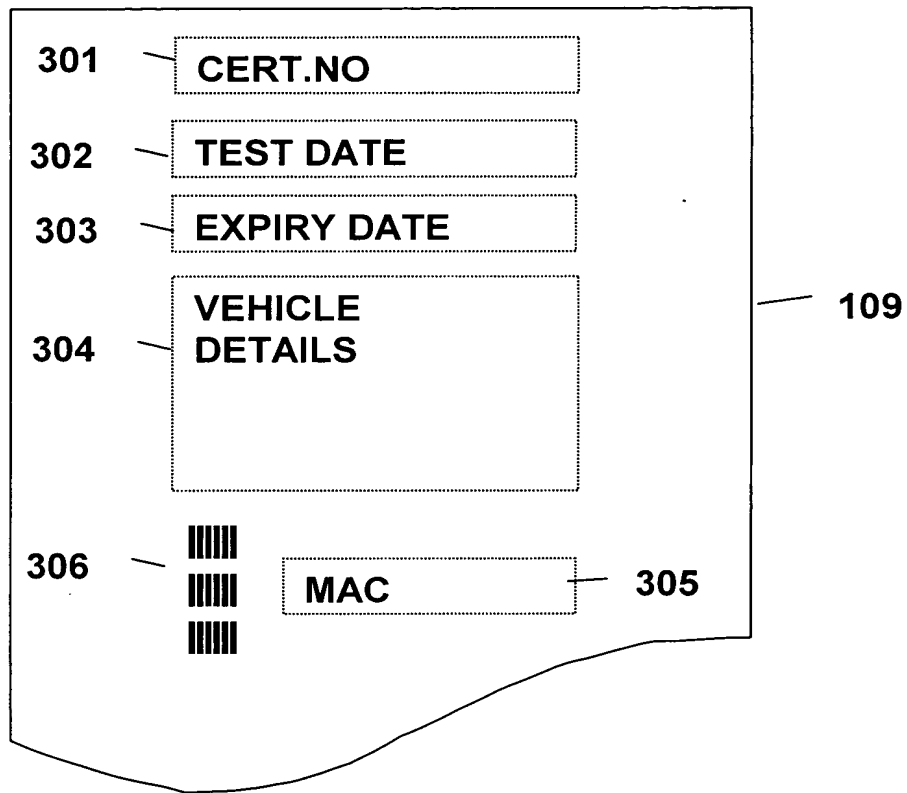 301 CERT.NO
302 TEST DATE
303 EXPIRY DATE
304 VEHICLE
DETAILS
109
306 MAC 305